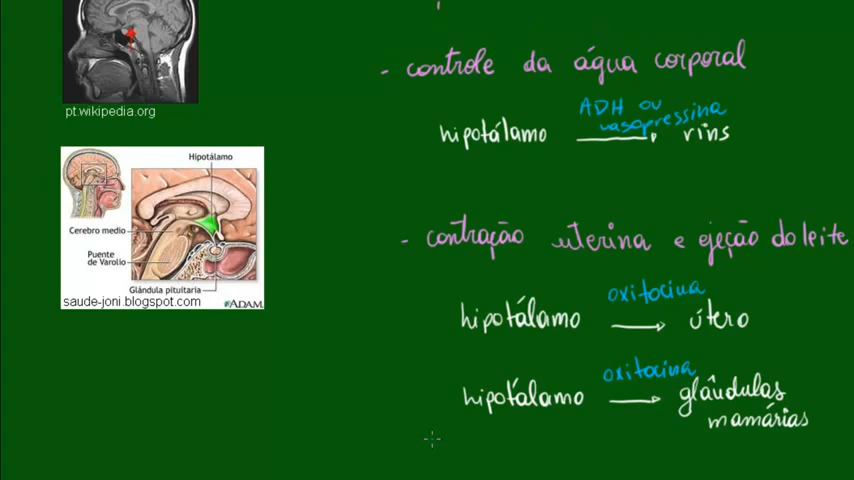 pt.wikipedia.org
Hipotálamo
Cerebro medio
Puente
de Varolio
Glándula pituitaria
saude-joni.blogspot.com
ADAM.
- controle da água corporal
ADH ou
vasopressina
hipotálamo → rins
- contração uterina e ejeção do leite
oxitocina
hipotálamo → útero
oxitocina
hipotálamo → glândulas
mamárias